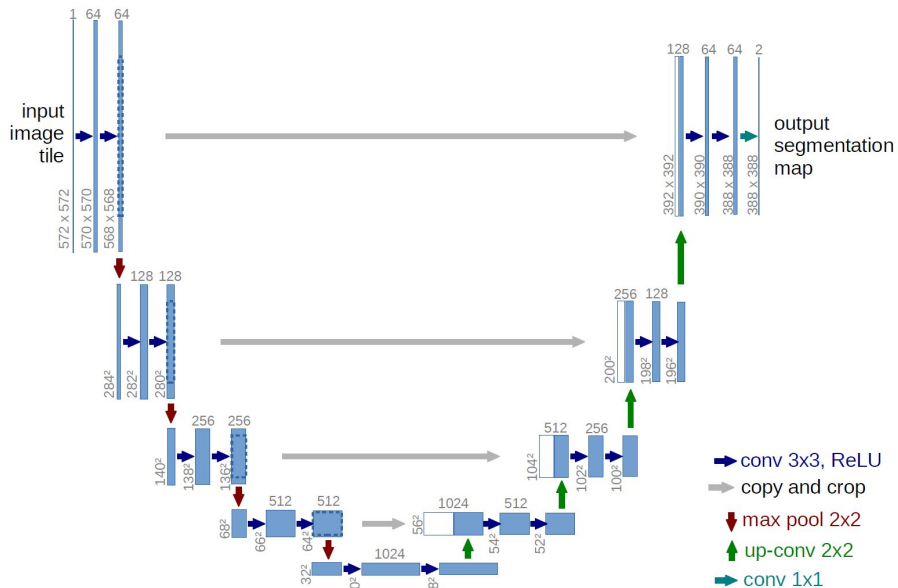 1 64 64
input
image
tile
572 x 572
570 x 570
568 x 568
128 64 64 2
392 x 392
390 x 390
388 x 388
388 x 388
output
segmentation
map
128 128
284²
282²
280²
256 128
200²
198²
196²
256 256
140²
138²
136²
512 256
104²
102²
100²
512 512
68²
66²
64²
1024 512
56²
54²
52²
1024
32²
conv 3x3, ReLU
copy and crop
max pool 2x2
up-conv 2x2
conv 1x1